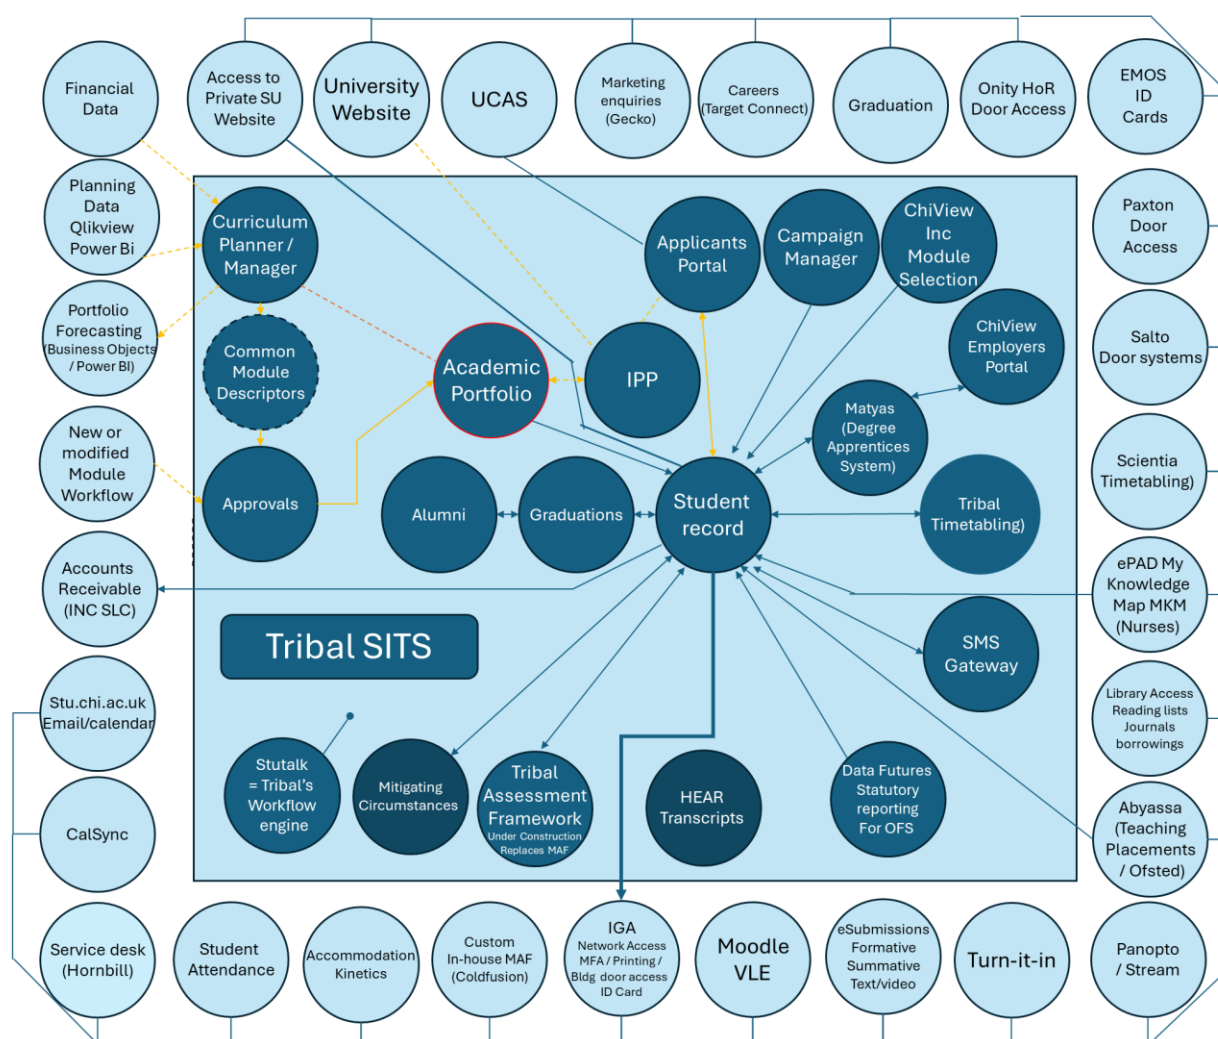 Financial
Data
Access to
Private SU
Website
University
Website
UCAS
Marketing
enquiries
(Gecko)
Careers
(Target Connect)
Graduation
Onity HoR
Door Access
EMOS
ID
Cards
Planning
Data
Qlikview
Power Bi
Curriculum
Planner /
Manager
Applicants
Portal
Campaign
Manager
ChiView
Inc
Module
Selection
Paxton
Door
Access
Portfolio
Forecasting
(Business Objects
/ Power BI)
Common
Module
Descriptors
Academic
Portfolio
IPP
ChiView
Employers
Portal
Salto
Door systems
Matyas
(Degree
Apprentices
System)
New or
modified
Module
Workflow
Approvals
Alumni
Graduations
Student
record
Tribal
Timetabling)
Scientia
Timetabling)
Accounts
Receivable
(INC SLC)
ePAD My
Knowledge
Map MKM
(Nurses)
Tribal SITS
SMS
Gateway
Stu.chi.ac.uk
Email/calendar
Library Access
Reading lists
Journals
borrowings
Stutalk
= Tribal's
Workflow
engine
Mitigating
Circumstances
Tribal
Assessment
Framework
Under Construction
Replaces MAF
HEAR
Transcripts
Data Futures
Statutory
reporting
For OFS
CalSync
Abyassa
(Teaching
Placements
/ Ofsted)
Service desk
(Hornbill)
Student
Attendance
Accommodation
Kinetics
Custom
In-house MAF
(Coldfusion)
IGA
Network Access
MFA / Printing /
Bldg door access
ID Card
Moodle
VLE
eSubmissions
Formative
Summative
Text/video
Turn-it-in
Panopto
/ Stream